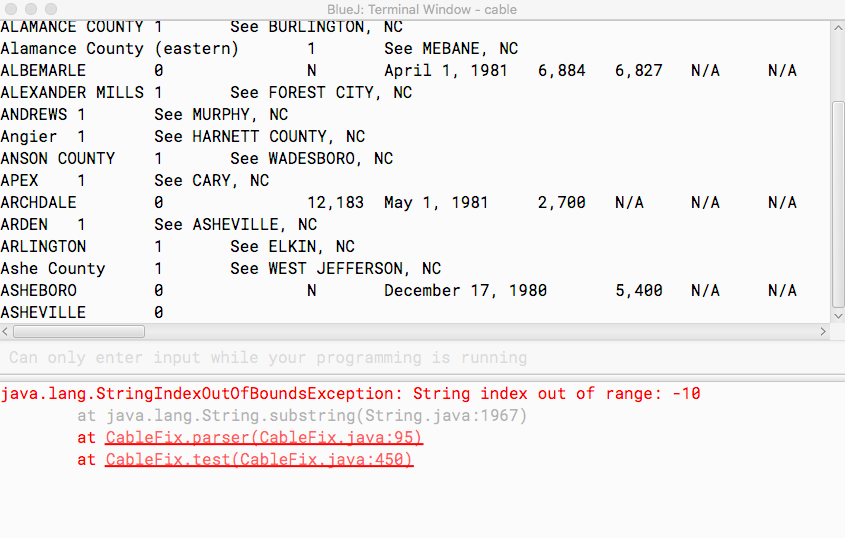 BlueJ: Terminal Window - cable
ALAMANCE COUNTY 1 See BURLINGTON, NC
Alamance County (eastern) 1 See MEBANE, NC
ALBEMARLE 0 N April 1, 1981 6,884 6,827 N/A N/A
ALEXANDER MILLS 1 See FOREST CITY, NC
ANDREWS 1 See MURPHY, NC
Angier 1 See HARNETT COUNTY, NC
ANSON COUNTY 1 See WADESBORO, NC
APEX 1 See CARY, NC
ARCHDALE 0 12,183 May 1, 1981 2,700 N/A N/A N/A
ARDEN 1 See ASHEVILLE, NC
ARLINGTON 1 See ELKIN, NC
Ashe County 1 See WEST JEFFERSON, NC
ASHEBORO 0 N December 17, 1980 5,400 N/A N/A
ASHEVILLE 0
Can only enter input while your programming is running
java.lang.StringIndexOutOfBoundsException: String index out of range: -10
at java.lang.String.substring(String.java:1967)
at CableFix.parser(CableFix.java:95)
at CableFix.test(CableFix.java:450)